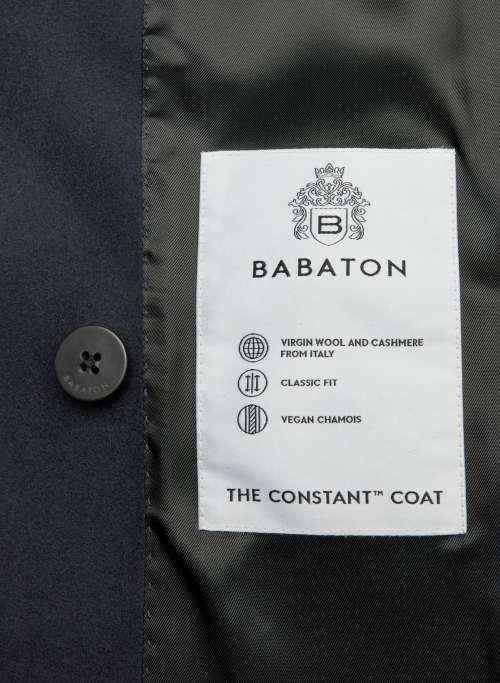 B
BABATON
VIRGIN WOOL AND CASHMERE
FROM ITALY
CLASSIC FIT
VEGAN CHAMOIS
THE CONSTANT™ COAT
BABATON